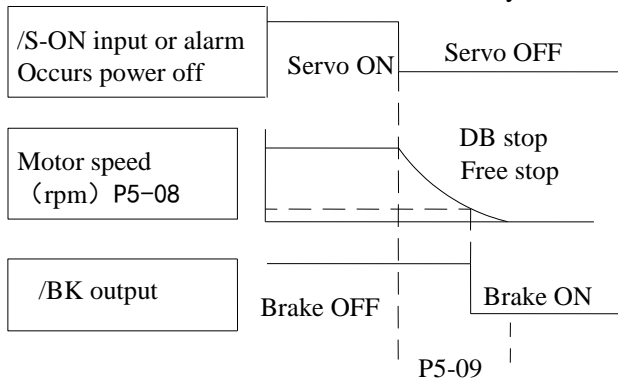 /S-ON input or alarm
Occurs power off
Servo ON
Servo OFF
Motor speed
（rpm）P5-08
DB stop
Free stop
/BK output
Brake OFF
Brake ON
P5-09